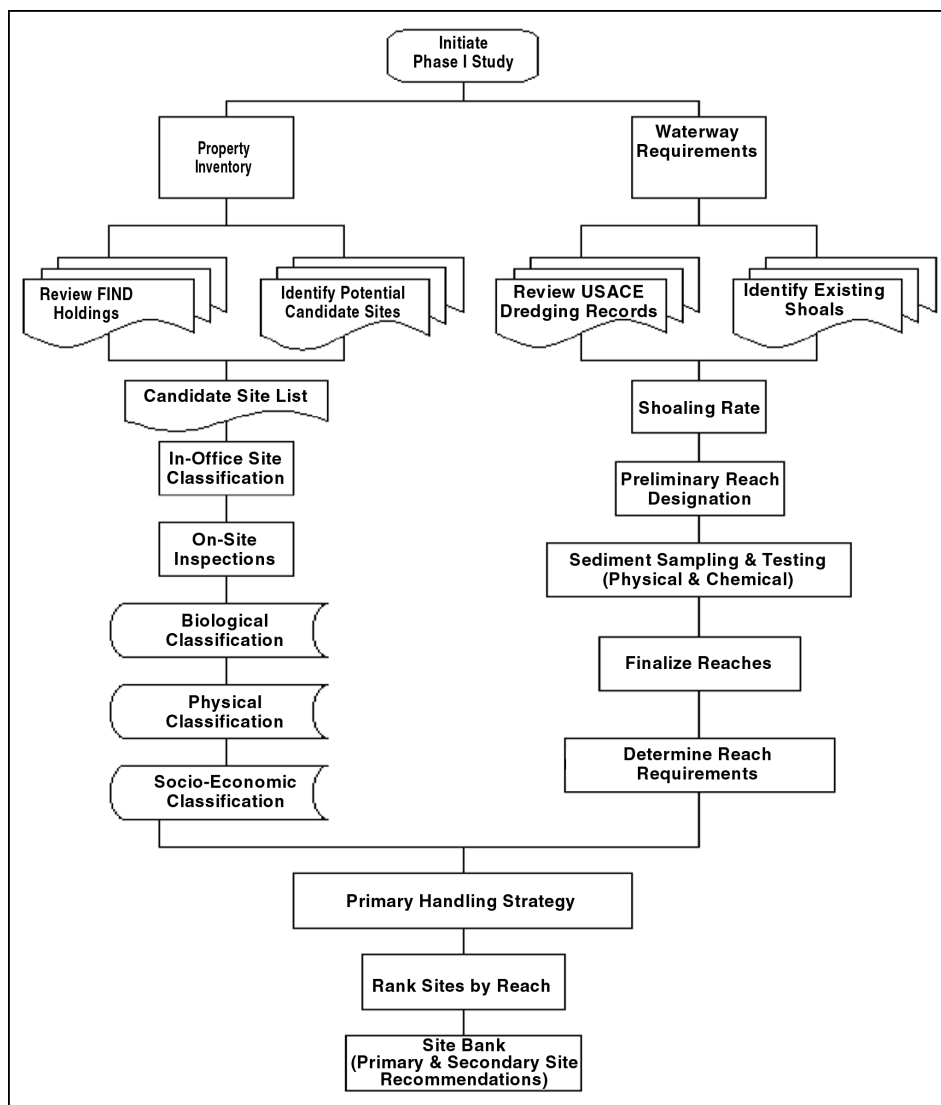 Initiate
Phase I Study
Property
Inventory
Waterway
Requirements
Review FIND
Holdings
Identify Potential
Candidate Sites
Review USACE
Dredging Records
Identify Existing
Shoals
Candidate Site List
Shoaling Rate
In-Office Site
Classification
Preliminary Reach
Designation
On-Site
Inspections
Sediment Sampling & Testing
(Physical & Chemical)
Biological
Classification
Finalize Reaches
Physical
Classification
Determine Reach
Requirements
Socio-Economic
Classification
Primary Handling Strategy
Rank Sites by Reach
Site Bank
(Primary & Secondary Site
Recommendations)